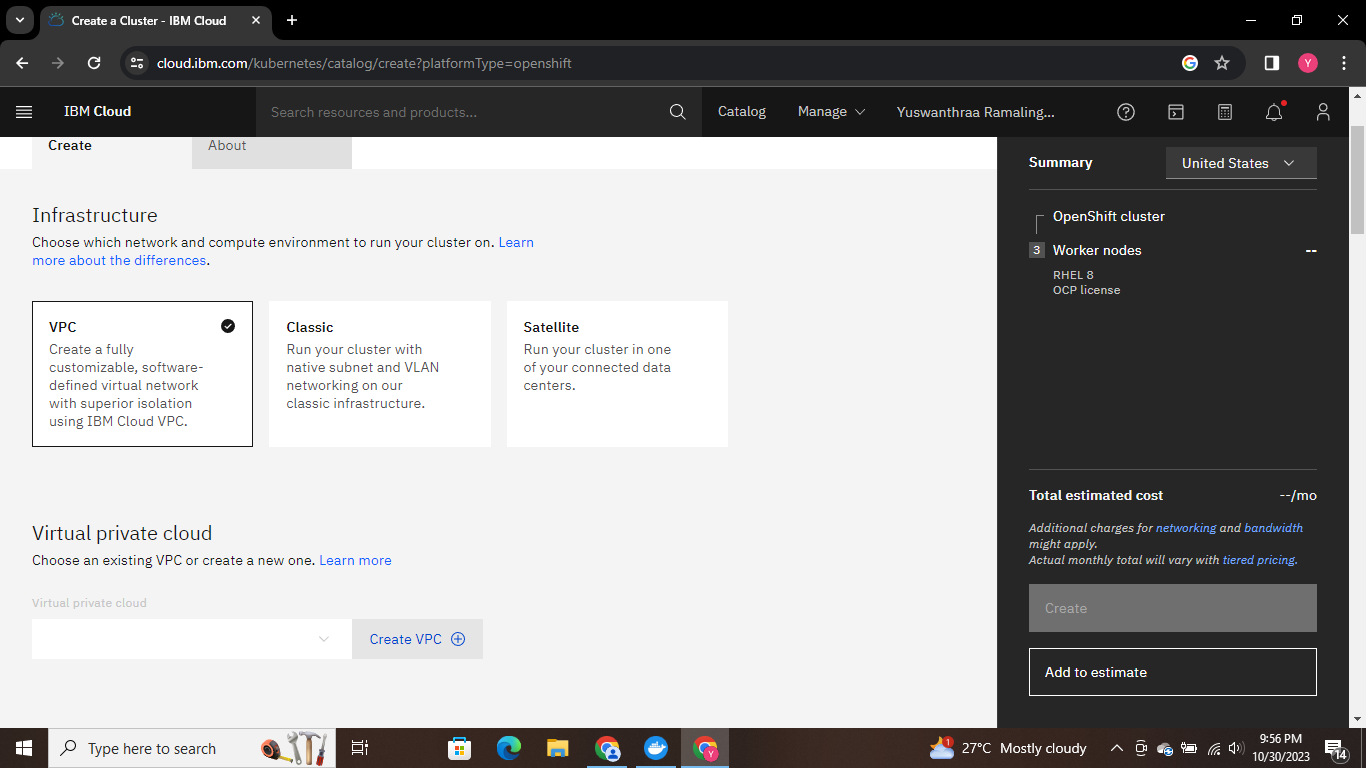 Create a Cluster - IBM Cloud
cloud.ibm.com/kubernetes/catalog/create?platformType=openshift
Y
IBM Cloud
Search resources and products...
Catalog
Manage
Yuswanthraa Ramaling...
Create
About
Infrastructure
Choose which network and compute environment to run your cluster on. Learn
more about the differences.
VPC
Create a fully
customizable, software-
defined virtual network
with superior isolation
using IBM Cloud VPC.
Classic
Run your cluster with
native subnet and VLAN
networking on our
classic infrastructure.
Satellite
Run your cluster in one
of your connected data
centers.
Virtual private cloud
Choose an existing VPC or create a new one. Learn more
Virtual private cloud
Create VPC
Summary
United States
OpenShift cluster
3 Worker nodes --
RHEL 8
OCP license
Total estimated cost --/mo
Additional charges for networking and bandwidth
might apply.
Actual monthly total will vary with tiered pricing.
Create
Add to estimate
Type here to search
Y
1
27°C Mostly cloudy
9:56 PM
10/30/2023
14